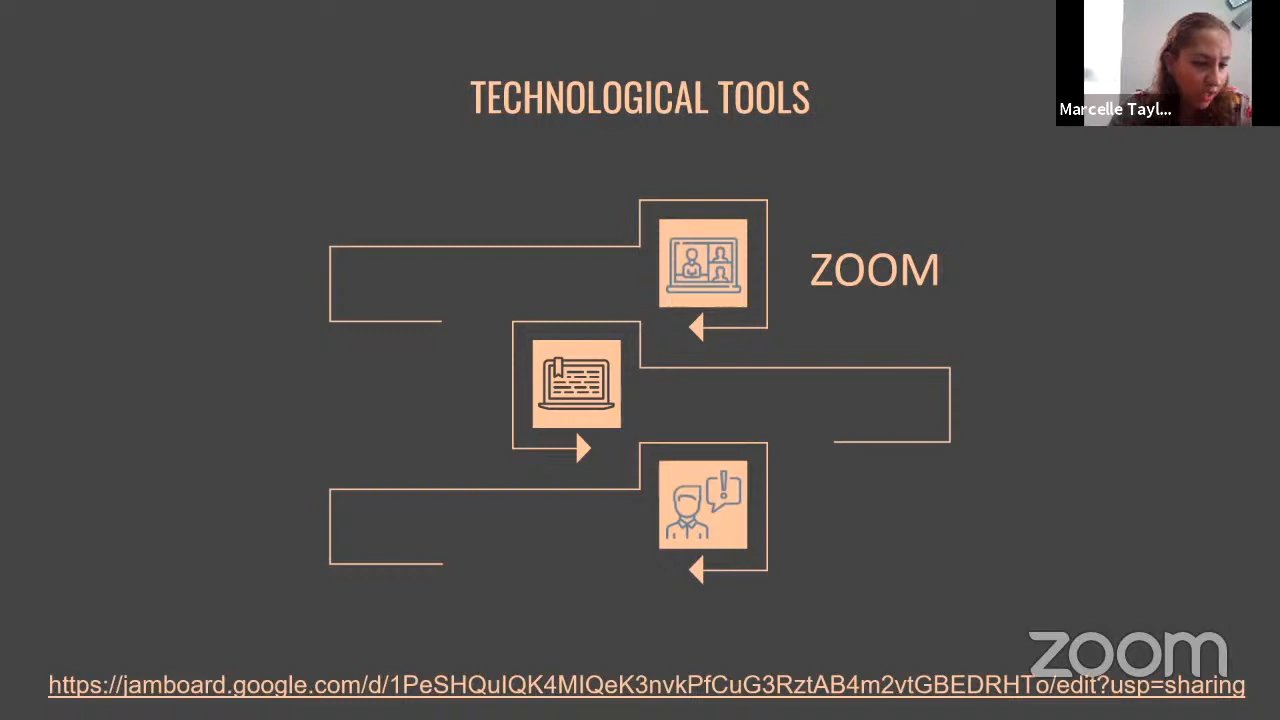 TECHNOLOGICAL TOOLS
Marcelle Tayl...
ZOOM
zoom
https://jamboard.google.com/d/1PeSHQuIQK4MIQeK3nvkPfCuG3RztAB4m2vtGBEDRHTo/edit?usp=sharing